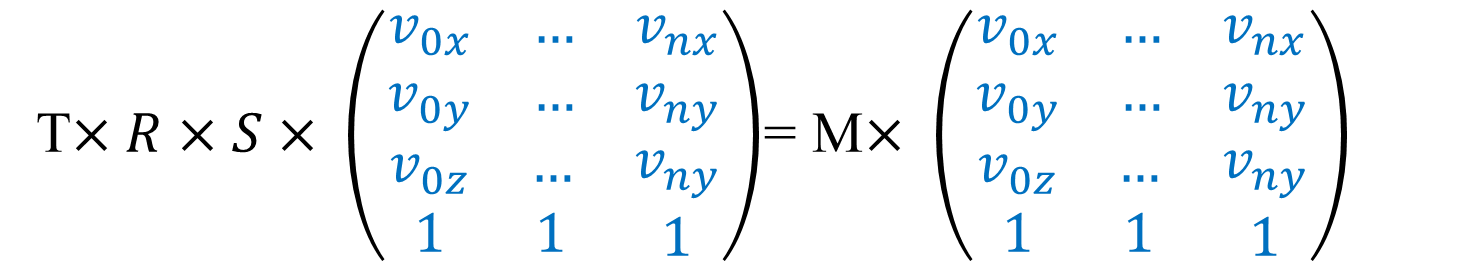 v₀ₓ ... vₙₓ v₀ₓ ... vₙₓ
v₀y ... vₙy v₀y ... vₙy
T× R × S × = M×
v₀z ... vₙy v₀z ... vₙy
1 1 1 1 1 1